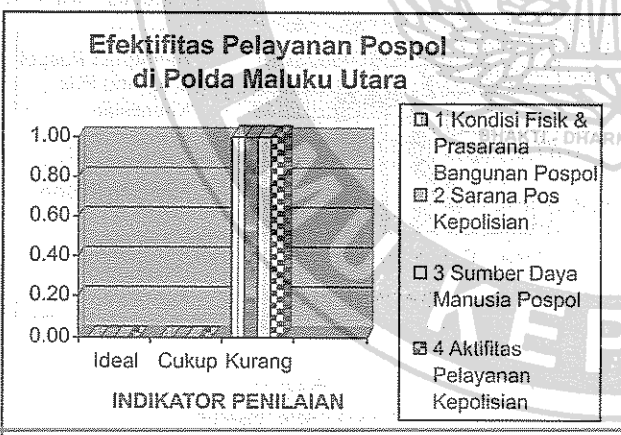 Efektifitas Pelayanan Pospol
di Polda Maluku Utara
1.00
0.80
0.60
0.40
0.20
0.00
Ideal Cukup Kurang
INDIKATOR PENILAIAN
1 Kondisi Fisik &
Prasarana
Bangunan Pospol
2 Sarana Pos
Kepolisian
3 Sumber Daya
Manusia Pospol
4 Aktifitas
Pelayanan
Kepolisian